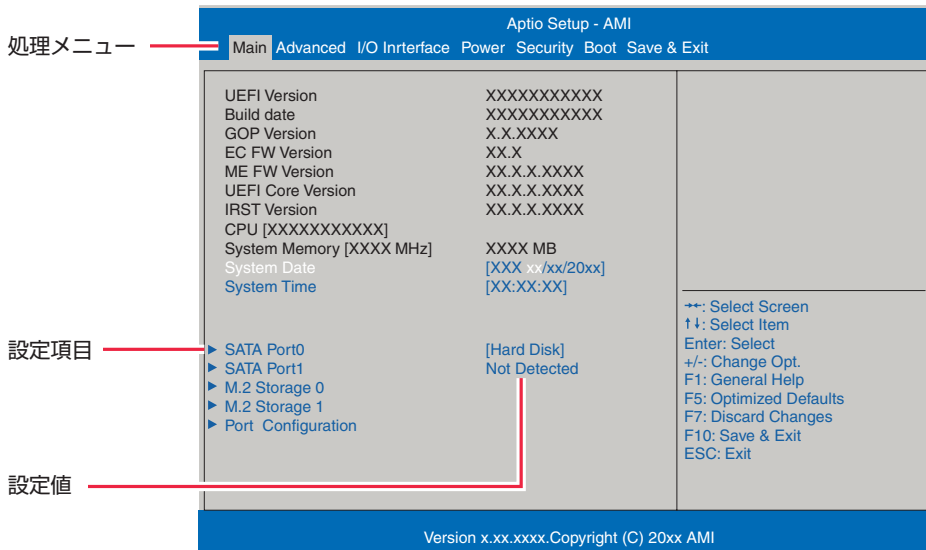 Aptio Setup - AMI
処理メニュー
Main Advanced I/O Inrterface Power Security Boot Save & Exit
UEFI Version XXXXXXXXXXX
Build date XXXXXXXXXXX
GOP Version X.X.XXXX
EC FW Version XX.X
ME FW Version XX.X.X.XXXX
UEFI Core Version XX.X.X.XXXX
IRST Version XX.X.X.XXXX
CPU [XXXXXXXXXXX]
System Memory [XXXX MHz] XXXX MB
System Date [XXX xx/xx/20xx]
System Time [XX:XX:XX]
設定項目
SATA Port0 [Hard Disk]
SATA Port1 Not Detected
M.2 Storage 0
M.2 Storage 1
Port Configuration
設定値
→←: Select Screen
↑↓: Select Item
Enter: Select
+/-: Change Opt.
F1: General Help
F5: Optimized Defaults
F7: Discard Changes
F10: Save & Exit
ESC: Exit
Version x.xx.xxxx.Copyright (C) 20xx AMI